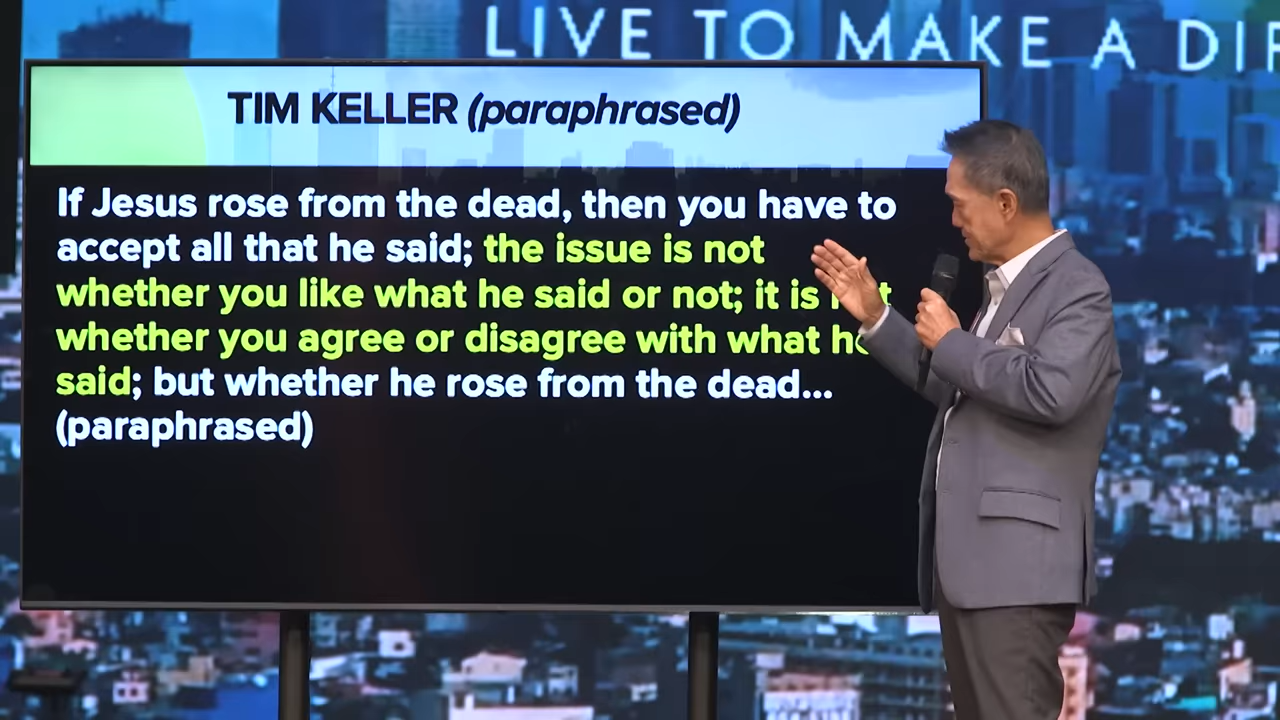 LIVE TO MAKE A
TIM KELLER (paraphrased)
If Jesus rose from the dead, then you have to
accept all that he said; the issue is not
whether you like what he said or not; it is
whether you agree or disagree with what
said; but whether he rose from the dead...
(paraphrased)